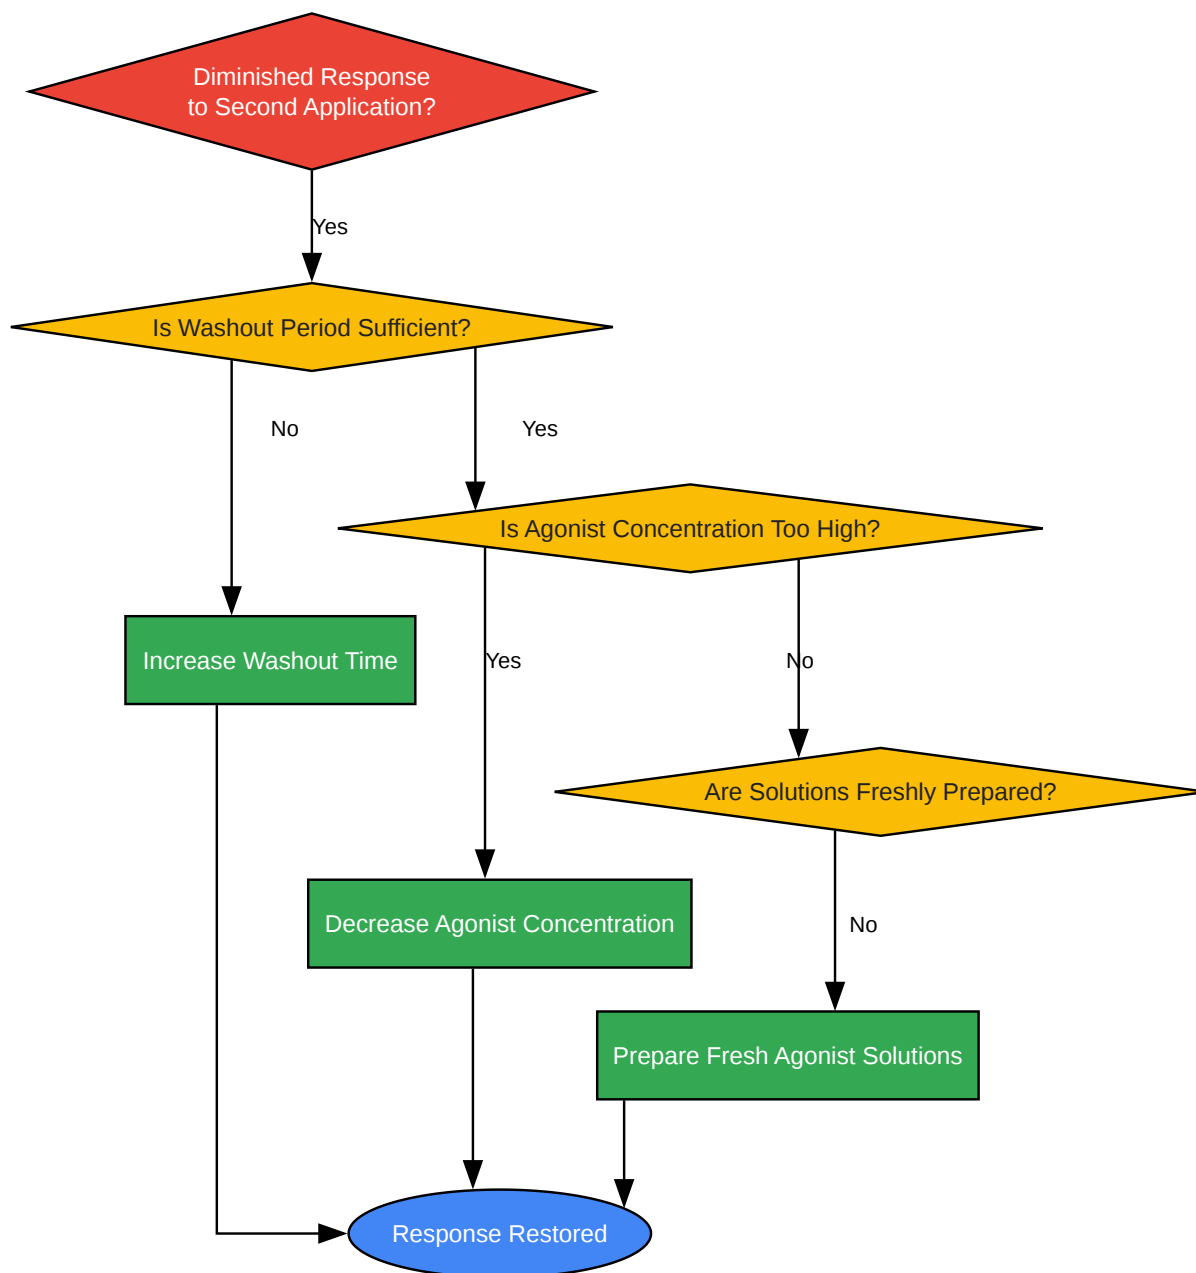 Diminished Response
to Second Application?
Yes
Is Washout Period Sufficient?
No
Yes
Is Agonist Concentration Too High?
Increase Washout Time
Yes
No
Are Solutions Freshly Prepared?
Decrease Agonist Concentration
No
Prepare Fresh Agonist Solutions
Response Restored